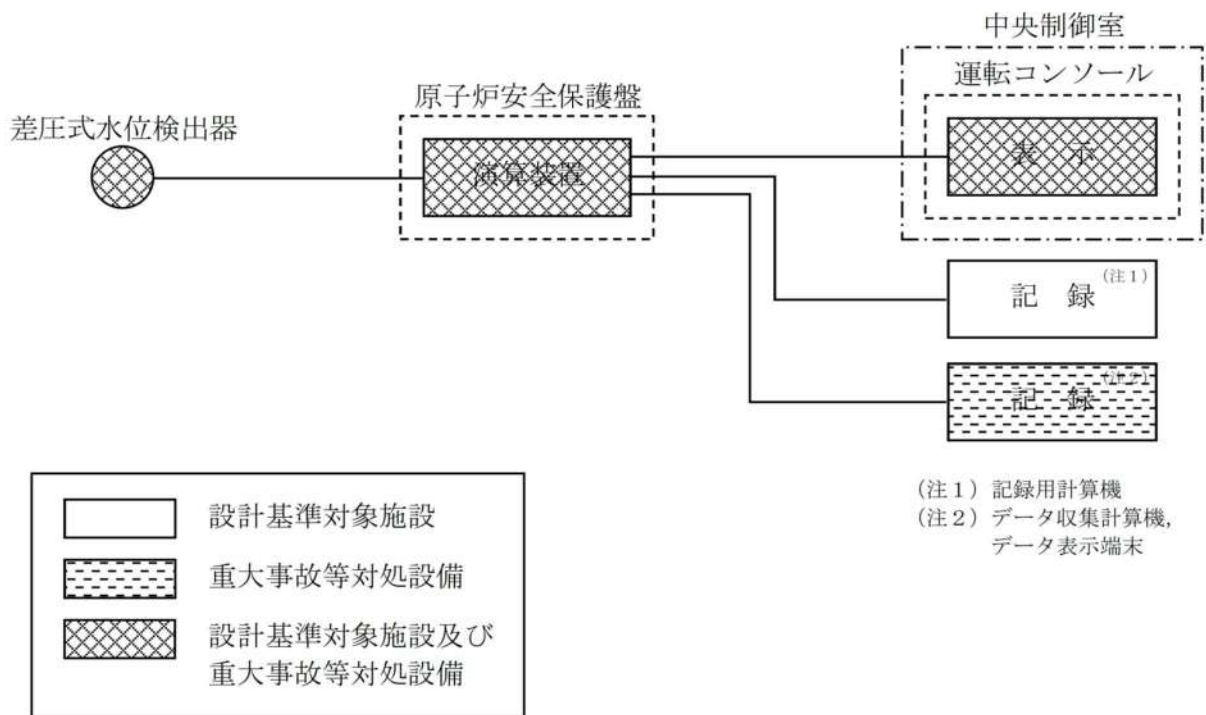 中央制御室
運転コンソール
原子炉安全保護盤
差圧式水位検出器
演算装置
表　示
記　録（注１）
記　録（注２）
（注１）記録用計算機
（注２）データ収集計算機，
データ表示端末
設計基準対象施設
重大事故等対処設備
設計基準対象施設及び
重大事故等対処設備